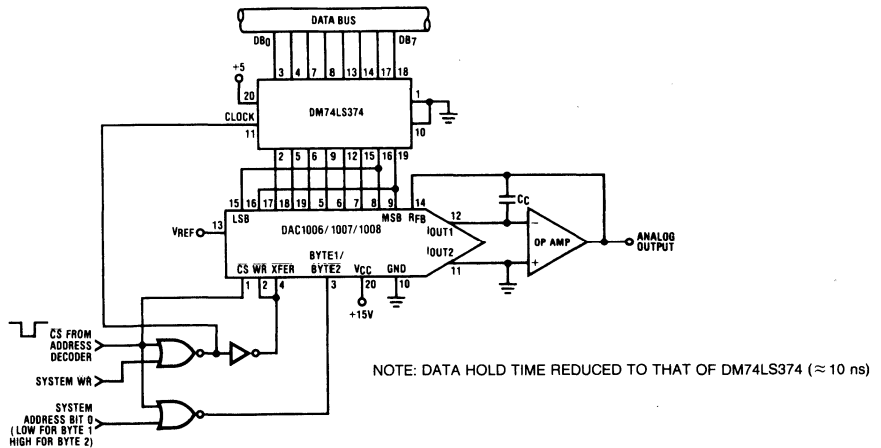 DATA BUS
DB0 DB7
+5
3 4 7 8 13 14 17 18
20 1
DM74LS374
CLOCK
11 10
2 5 6 9 12 15 16 19
15 16 17 18 19 5 6 7 8 9 14
LSB MSB RFB
CC
VREF 13
DAC1006/1007/1008
IOUT1 12
IOUT2
11
−
OP AMP
+
ANALOG
OUTPUT
BYTE1/
BYTE2
CS WR XFER VCC GND
1 2 4 3 20 10
+15V
CS FROM
ADDRESS
DECODER
SYSTEM WR
SYSTEM
ADDRESS BIT 0
(LOW FOR BYTE 1
HIGH FOR BYTE 2)
NOTE: DATA HOLD TIME REDUCED TO THAT OF DM74LS374 (≈ 10 ns)